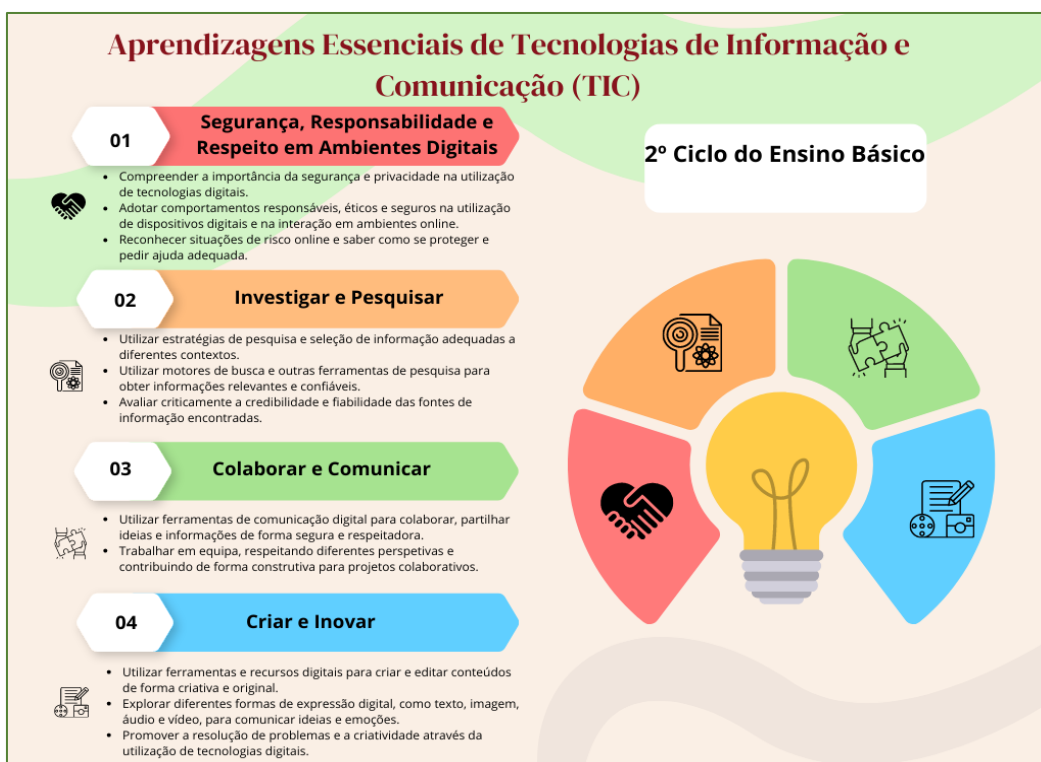 Aprendizagens Essenciais de Tecnologias de Informação e
Comunicação (TIC)
01
Segurança, Responsabilidade e
Respeito em Ambientes Digitais
• Compreender a importância da segurança e privacidade na utilização
de tecnologias digitais.
• Adotar comportamentos responsáveis, éticos e seguros na utilização
de dispositivos digitais e na interação em ambientes online.
• Reconhecer situações de risco online e saber como se proteger e
pedir ajuda adequada.
02
Investigar e Pesquisar
• Utilizar estratégias de pesquisa e seleção de informação adequadas a
diferentes contextos.
• Utilizar motores de busca e outras ferramentas de pesquisa para
obter informações relevantes e confiáveis.
• Avaliar criticamente a credibilidade e fiabilidade das fontes de
informação encontradas.
03
Colaborar e Comunicar
• Utilizar ferramentas de comunicação digital para colaborar, partilhar
ideias e informações de forma segura e respeitadora.
• Trabalhar em equipa, respeitando diferentes perspetivas e
contribuindo de forma construtiva para projetos colaborativos.
04
Criar e Inovar
• Utilizar ferramentas e recursos digitais para criar e editar conteúdos
de forma criativa e original.
• Explorar diferentes formas de expressão digital, como texto, imagem,
áudio e vídeo, para comunicar ideias e emoções.
• Promover a resolução de problemas e a criatividade através da
utilização de tecnologias digitais.
2º Ciclo do Ensino Básico